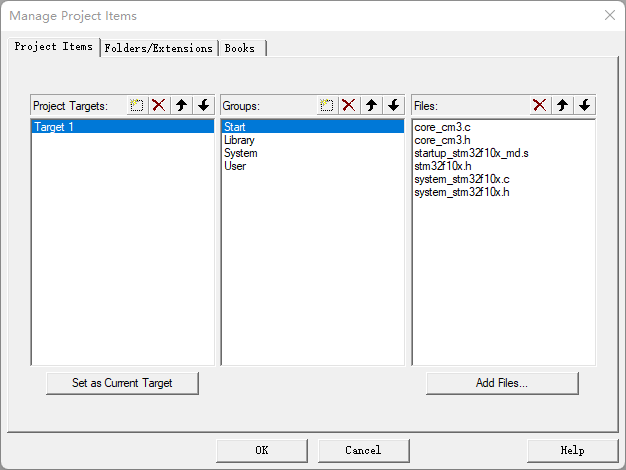 Manage Project Items
Project Items Folders/Extensions Books
Project Targets: Groups: Files:
Target 1
Start
Library
System
User
core_cm3.c
core_cm3.h
startup_stm32f10x_md.s
stm32f10x.h
system_stm32f10x.c
system_stm32f10x.h
Set as Current Target
Add Files...
OK Cancel Help